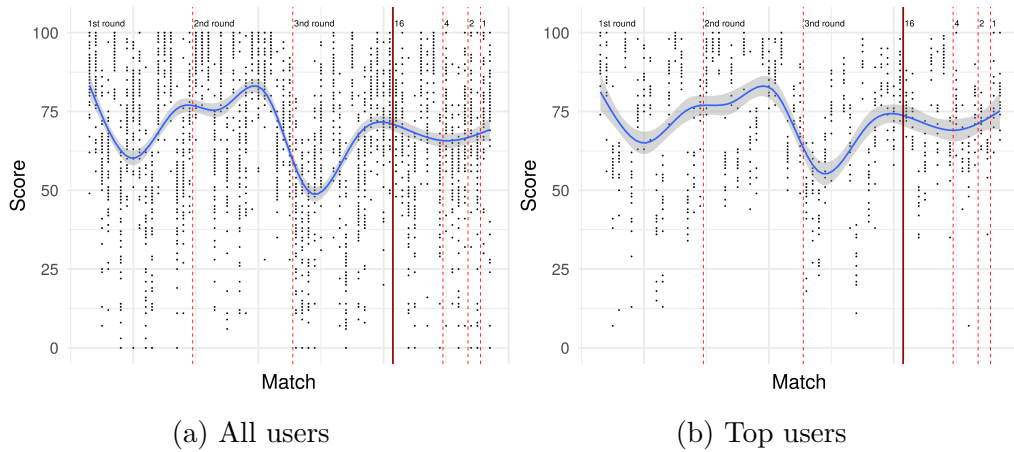 1st round 2nd round 3rd round 16 4 2 1
100
75
50
25
0
Score
Match
(a) All users
1st round 2nd round 3rd round 16 4 2 1
100
75
50
25
0
Score
Match
(b) Top users